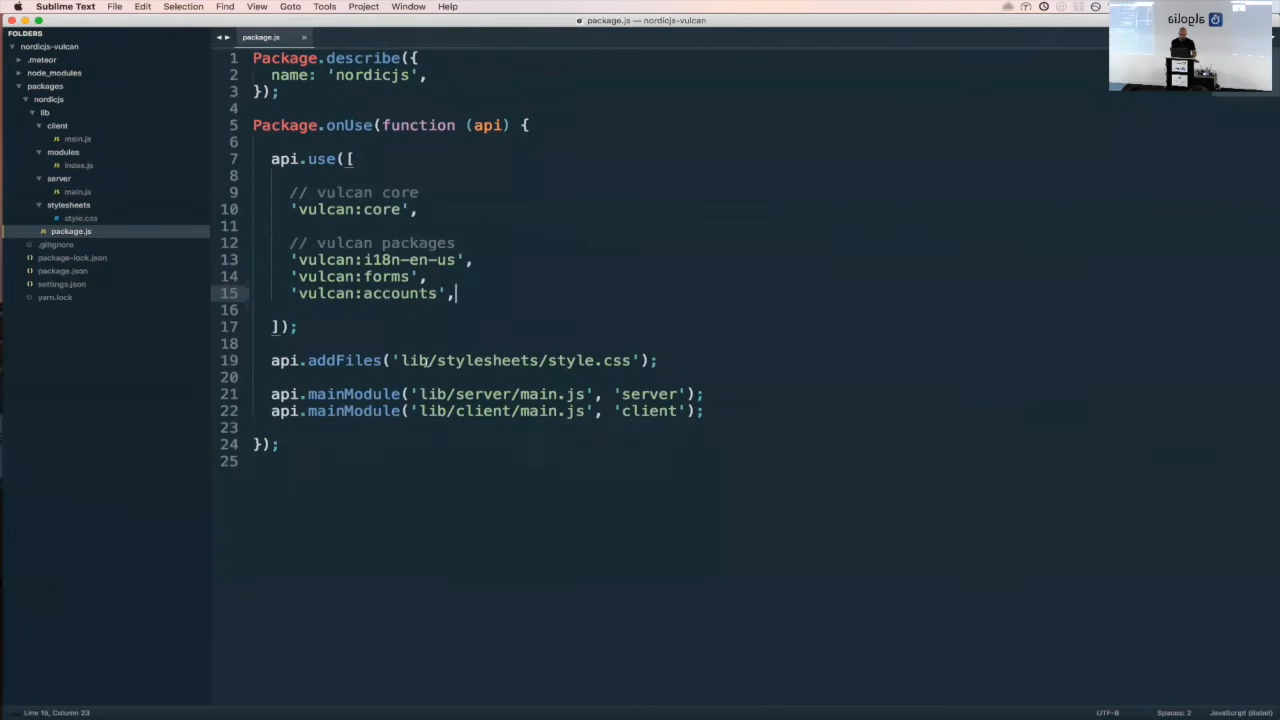 Sublime Text File Edit Selection Find View Goto Tools Project Window Help
package.js — nordicjs-vulcan
algolia
FOLDERS
nordicjs-vulcan
.meteor
node_modules
packages
nordicjs
lib
client
main.js
modules
index.js
server
main.js
stylesheets
style.css
package.js
.gitignore
package-lock.json
package.json
settings.json
yarn.lock
package.js ×
1 Package.describe({
2 name: 'nordicjs',
3 });
4
5 Package.onUse(function (api) {
6
7 api.use([
8
9 // vulcan core
10 'vulcan:core',
11
12 // vulcan packages
13 'vulcan:i18n-en-us',
14 'vulcan:forms',
15 'vulcan:accounts',
16
17 ]);
18
19 api.addFiles('lib/stylesheets/style.css');
20
21 api.mainModule('lib/server/main.js', 'server');
22 api.mainModule('lib/client/main.js', 'client');
23
24 });
25
Line 15, Column 23 UTF-8 Spaces: 2 JavaScript (Babel)